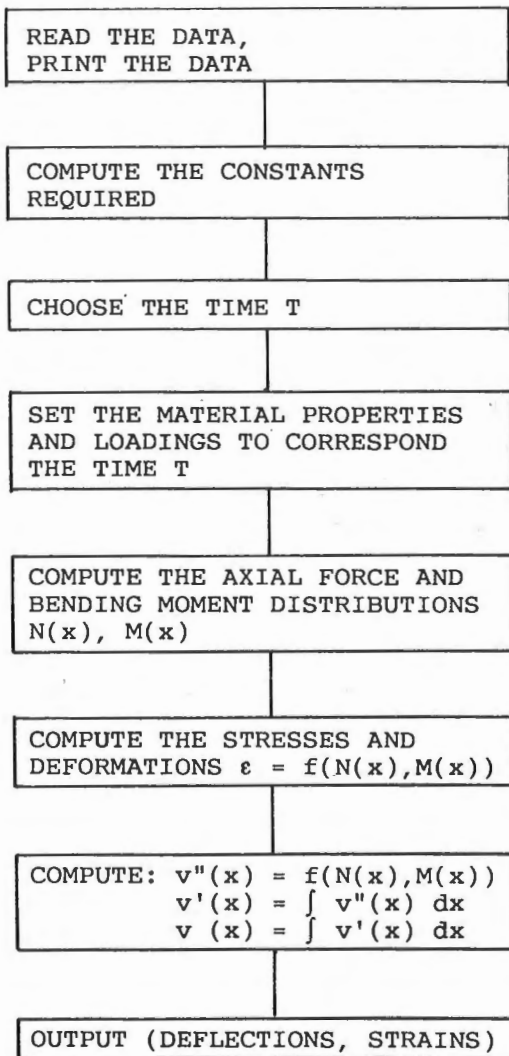 READ THE DATA,
PRINT THE DATA
COMPUTE THE CONSTANTS
REQUIRED
CHOOSE THE TIME T
SET THE MATERIAL PROPERTIES
AND LOADINGS TO CORRESPOND
THE TIME T
COMPUTE THE AXIAL FORCE AND
BENDING MOMENT DISTRIBUTIONS
N(x), M(x)
COMPUTE THE STRESSES AND
DEFORMATIONS ε = f(N(x),M(x))
COMPUTE: v"(x) = f(N(x),M(x))
v'(x) = ∫ v"(x) dx
v (x) = ∫ v'(x) dx
OUTPUT (DEFLECTIONS, STRAINS)